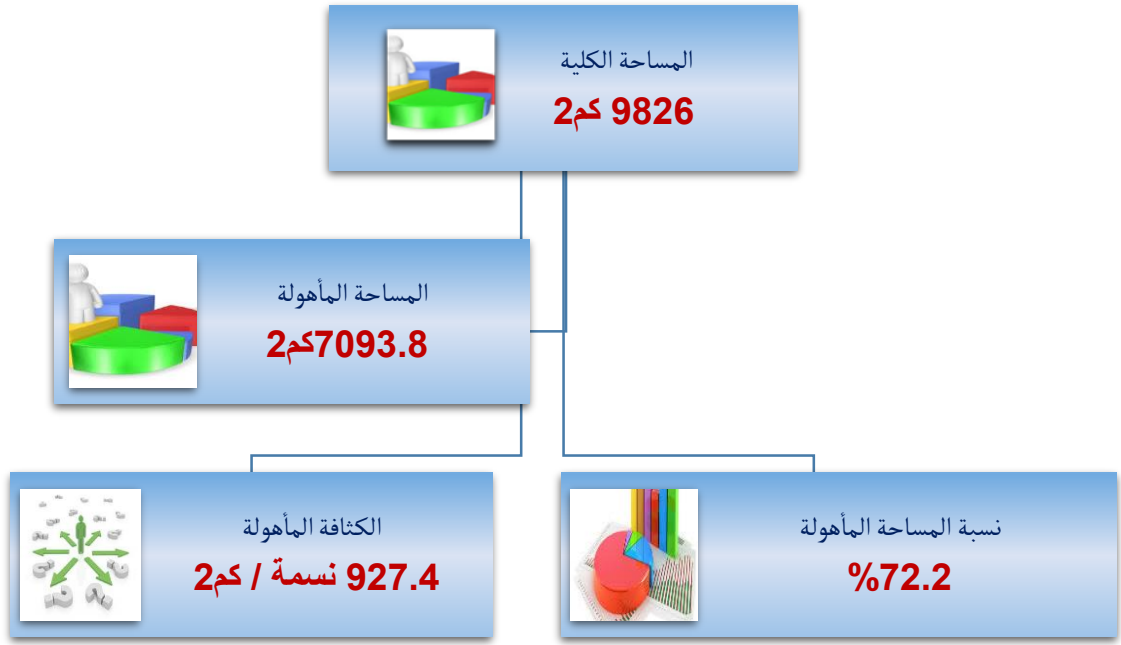 المساحة الكلية
9826 كم2
المساحة المأهولة
7093.8كم2
نسبة المساحة المأهولة
72.2%
الكثافة المأهولة
927.4 نسمة / كم2